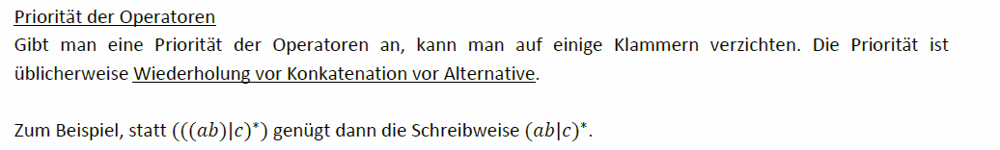 Priorität der Operatoren
Gibt man eine Priorität der Operatoren an, kann man auf einige Klammern verzichten. Die Priorität ist
üblicherweise Wiederholung vor Konkatenation vor Alternative.
Zum Beispiel, statt (((ab)|c)*) genügt dann die Schreibweise (ab|c)*.